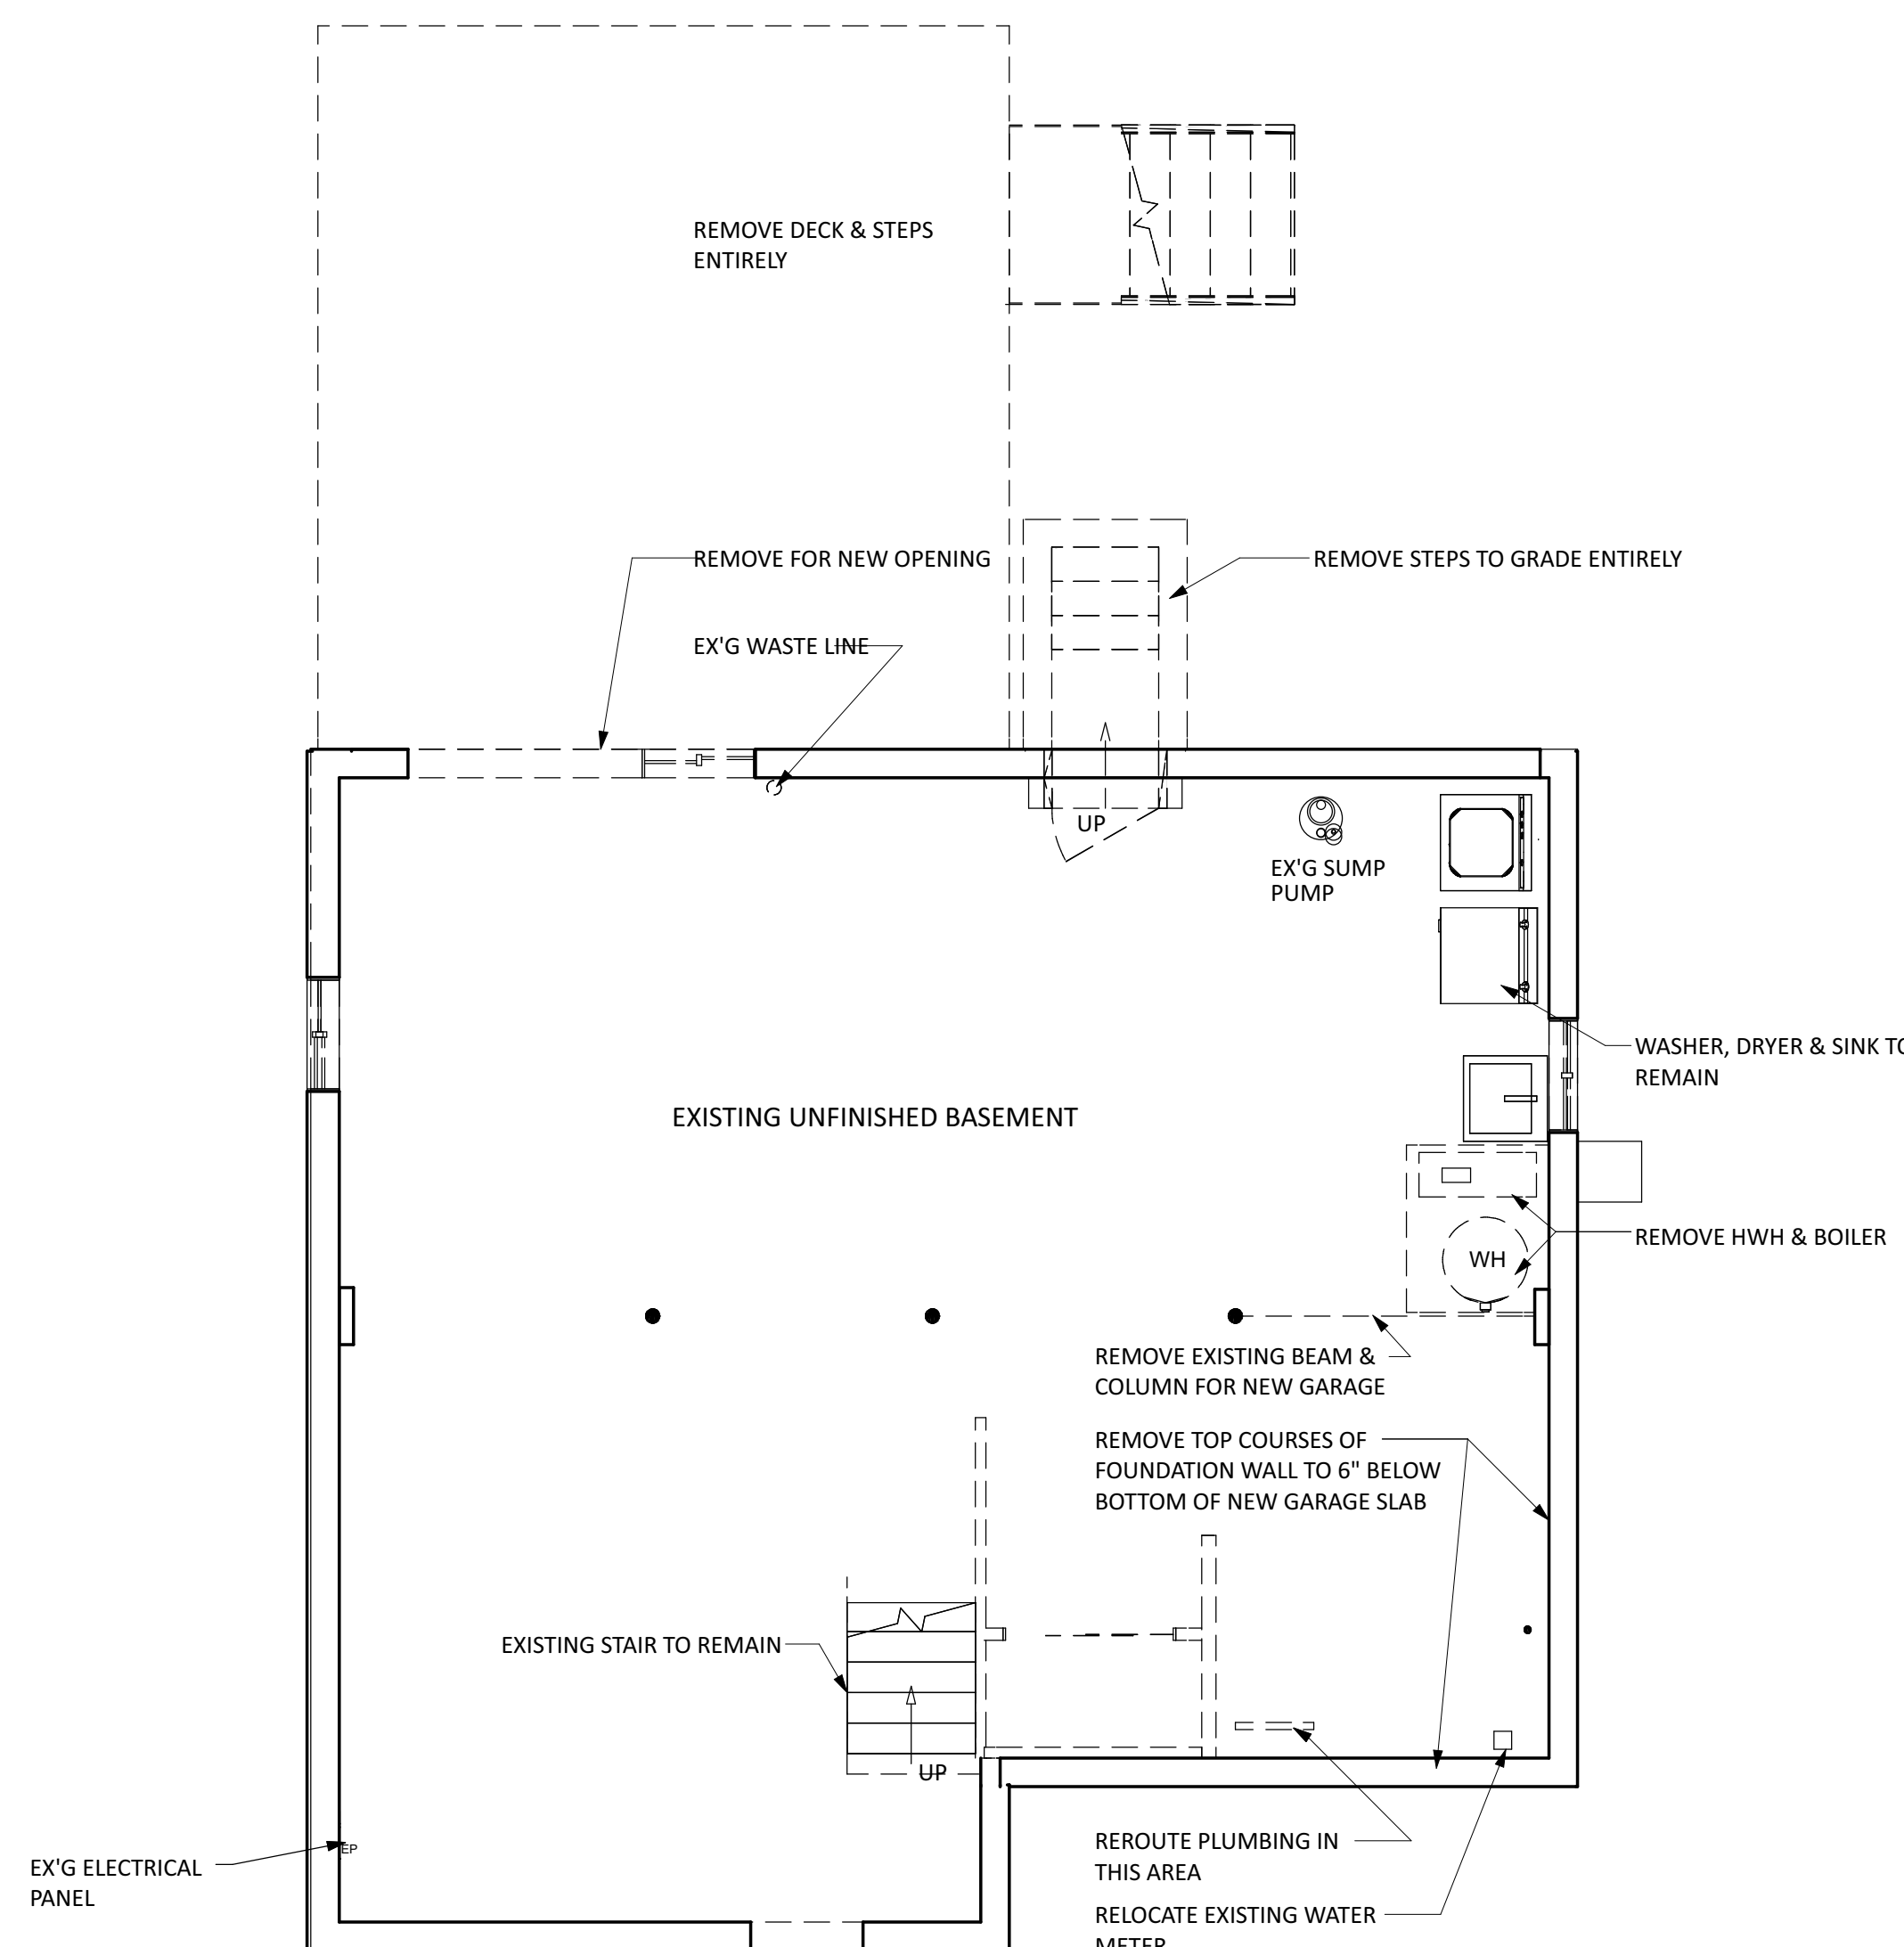 REMOVE DECK & STEPS
ENTIRELY
REMOVE FOR NEW OPENING
REMOVE STEPS TO GRADE ENTIRELY
EX'G WASTE LINE
UP
EX'G SUMP
PUMP
WASHER, DRYER & SINK TO
REMAIN
EXISTING UNFINISHED BASEMENT
REMOVE HWH & BOILER
WH
REMOVE EXISTING BEAM &
COLUMN FOR NEW GARAGE
REMOVE TOP COURSES OF
FOUNDATION WALL TO 6" BELOW
BOTTOM OF NEW GARAGE SLAB
EXISTING STAIR TO REMAIN
UP
EP
EX'G ELECTRICAL
PANEL
REROUTE PLUMBING IN
THIS AREA
RELOCATE EXISTING WATER
METER